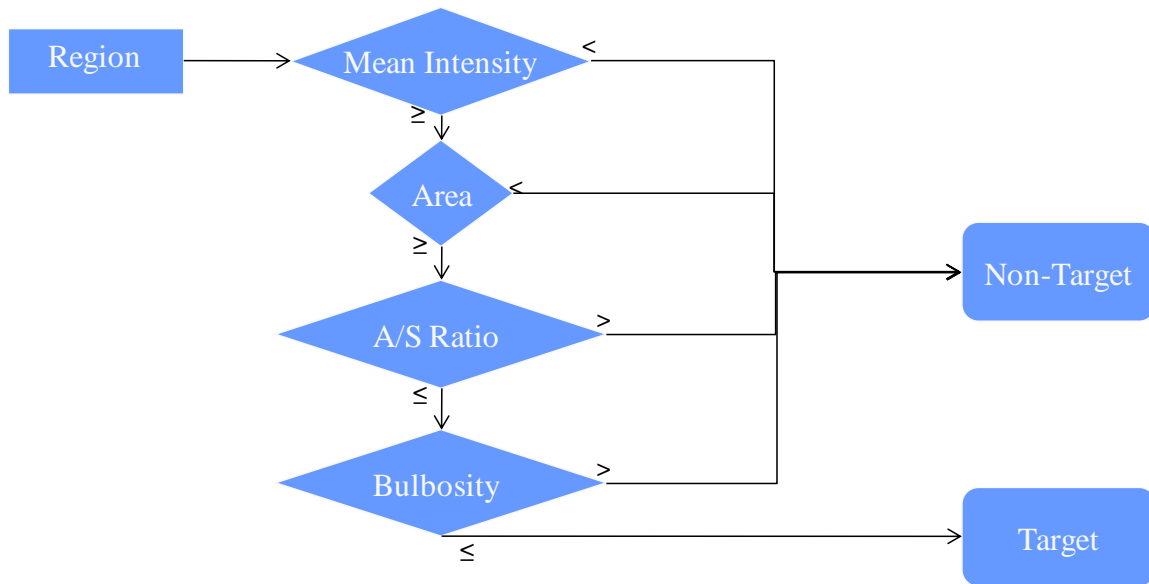 Region
Mean Intensity
<
≥
Area
<
≥
A/S Ratio
>
≤
Bulbosity
>
≤
Non-Target
Target